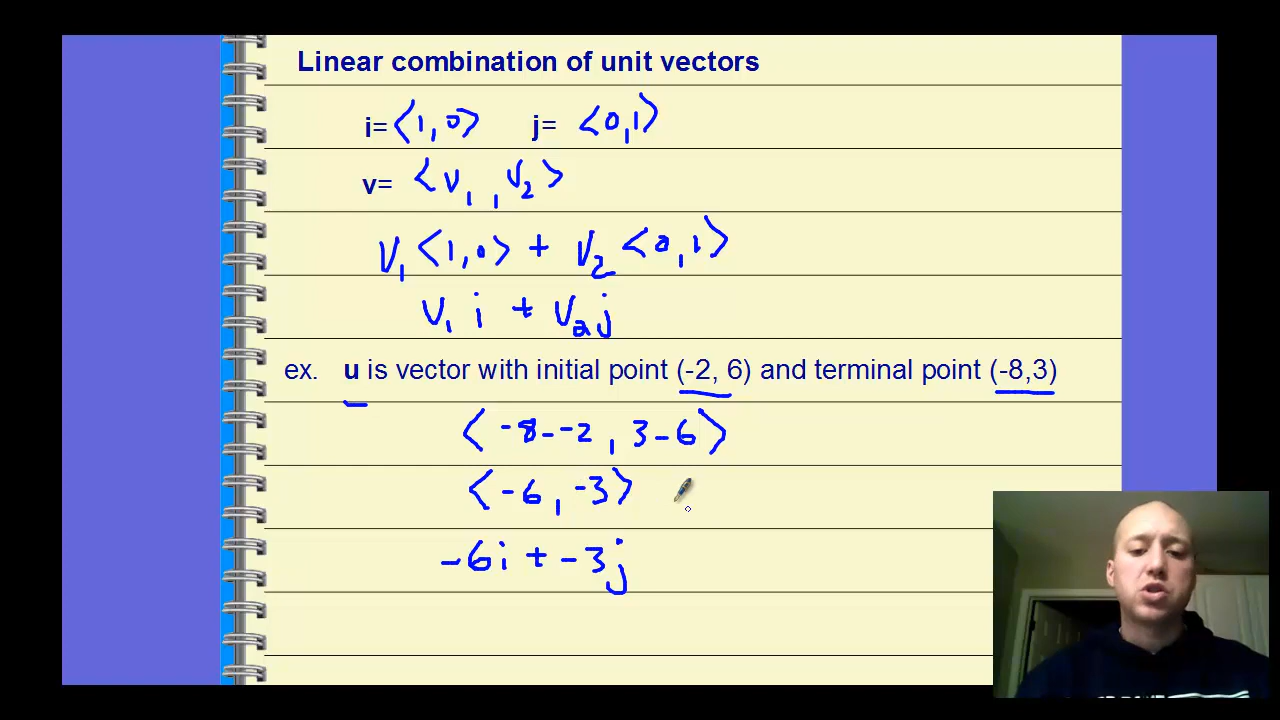 Linear combination of unit vectors
i= <1, 0> j= <0,1>
v= <v₁, v₂>
v₁ <1,0> + v₂ <0,1>
v₁ i + v₂ j
ex. u is vector with initial point (-2, 6) and terminal point (-8,3)
<-8--2, 3-6>
<-6, -3>
-6i + -3j